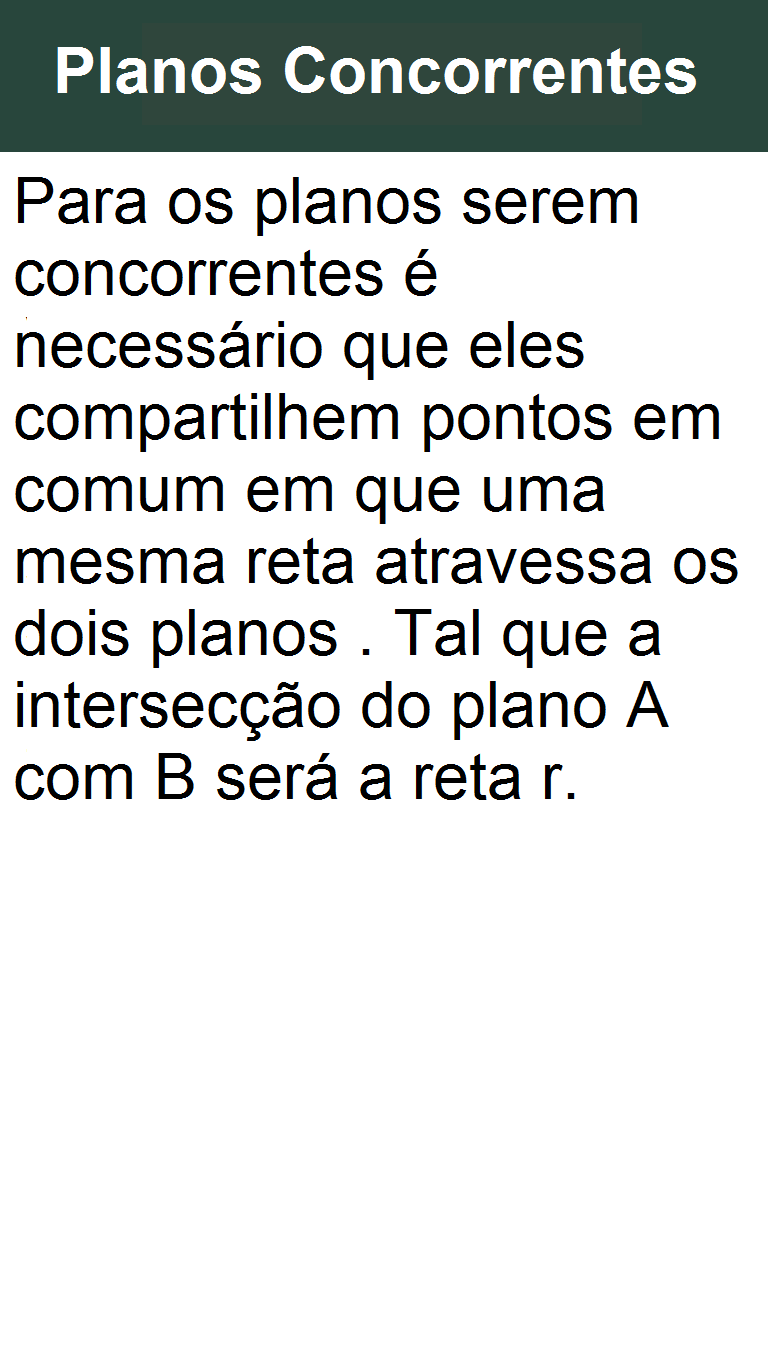 Planos Concorrentes
Para os planos serem
concorrentes é
necessário que eles
compartilhem pontos em
comum em que uma
mesma reta atravessa os
dois planos . Tal que a
intersecção do plano A
com B será a reta r.